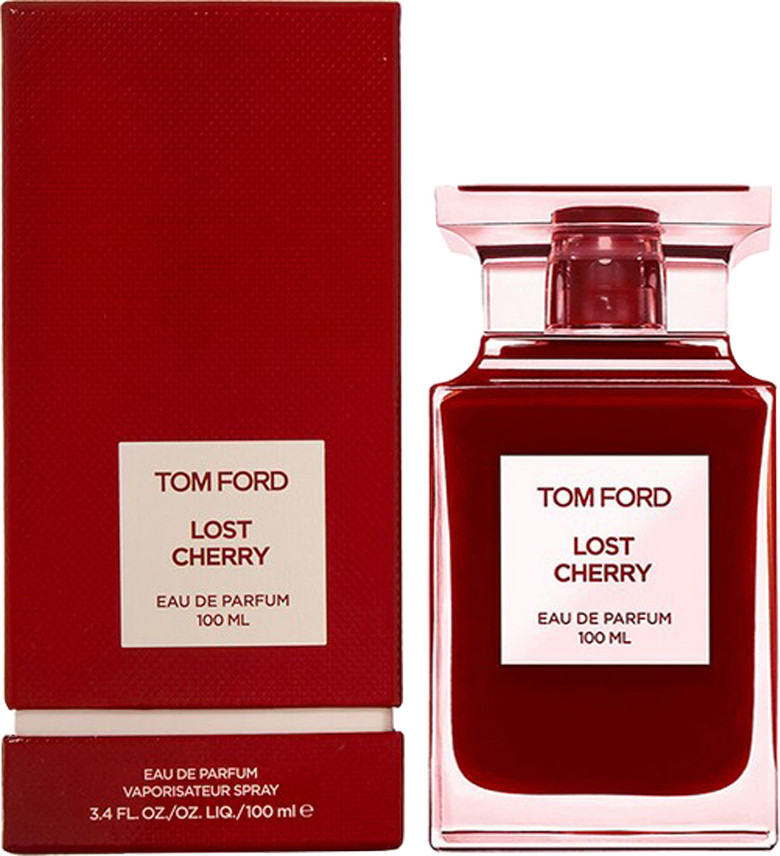 TOM FORD
LOST
CHERRY
EAU DE PARFUM
100 ML
EAU DE PARFUM
VAPORISATEUR SPRAY
3.4 FL. OZ./OZ. LIQ./100 ml ℮
TOM FORD
LOST
CHERRY
EAU DE PARFUM
100 ML